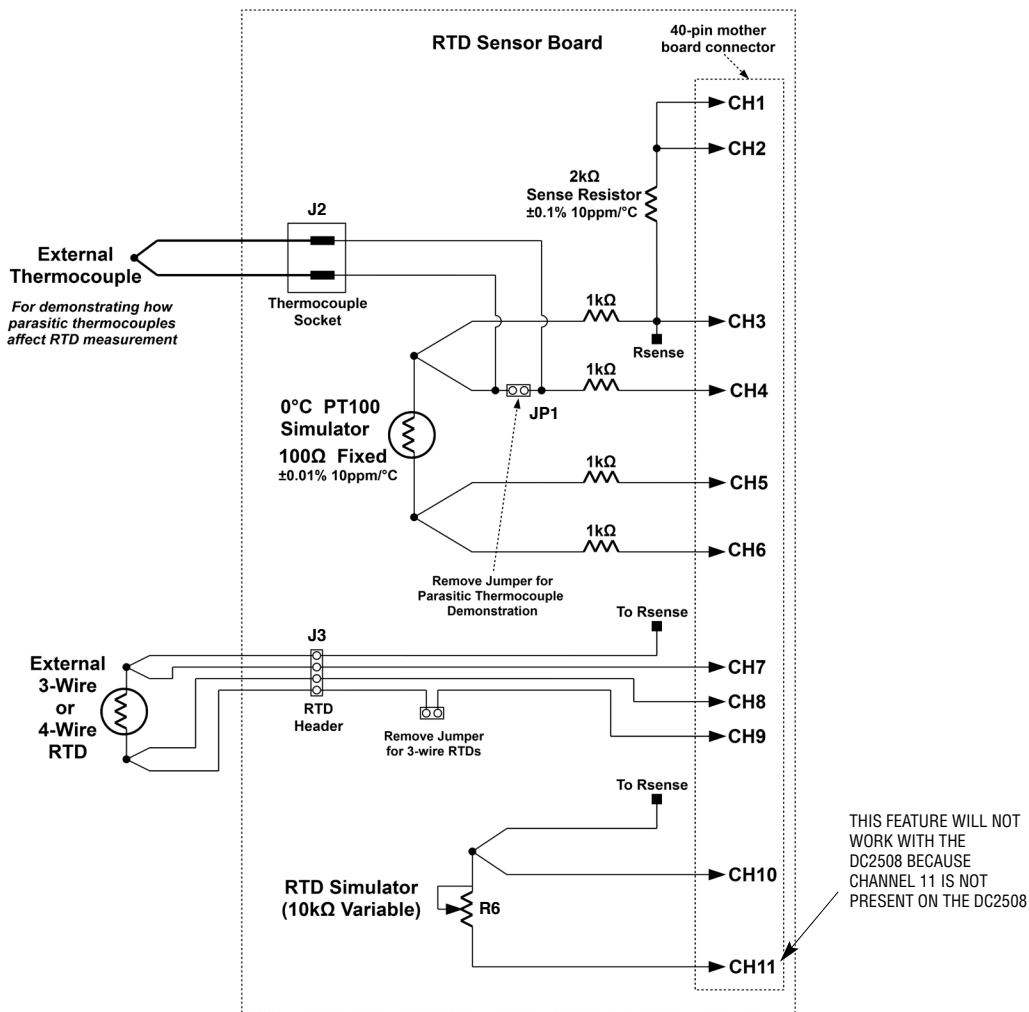 RTD Sensor Board
40-pin mother
board connector
CH1
CH2
2kΩ
Sense Resistor
±0.1% 10ppm/°C
J2
External
Thermocouple
For demonstrating how
parasitic thermocouples
affect RTD measurement
Thermocouple
Socket
1kΩ
CH3
Rsense
1kΩ
CH4
JP1
0°C PT100
Simulator
100Ω Fixed
±0.01% 10ppm/°C
1kΩ
CH5
1kΩ
CH6
Remove Jumper for
Parasitic Thermocouple
Demonstration
To Rsense
J3
External
3-Wire
or
4-Wire
RTD
CH7
CH8
RTD
Header
Remove Jumper
for 3-wire RTDs
CH9
To Rsense
THIS FEATURE WILL NOT
WORK WITH THE
DC2508 BECAUSE
CHANNEL 11 IS NOT
PRESENT ON THE DC2508
CH10
RTD Simulator
(10kΩ Variable)
R6
CH11